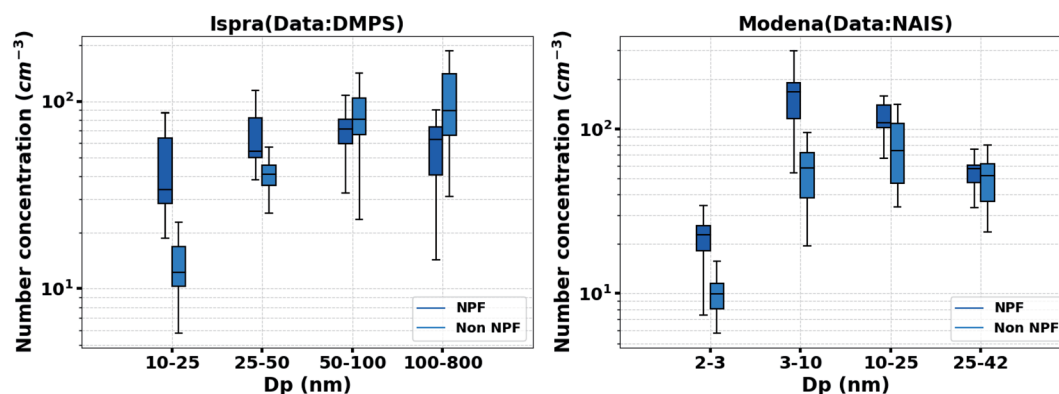 Ispra(Data:DMPS)
Number concentration (cm⁻³)
10²
10¹
10-25 25-50 50-100 100-800
Dp (nm)
NPF
Non NPF
Modena(Data:NAIS)
Number concentration (cm⁻³)
10²
10¹
2-3 3-10 10-25 25-42
Dp (nm)
NPF
Non NPF